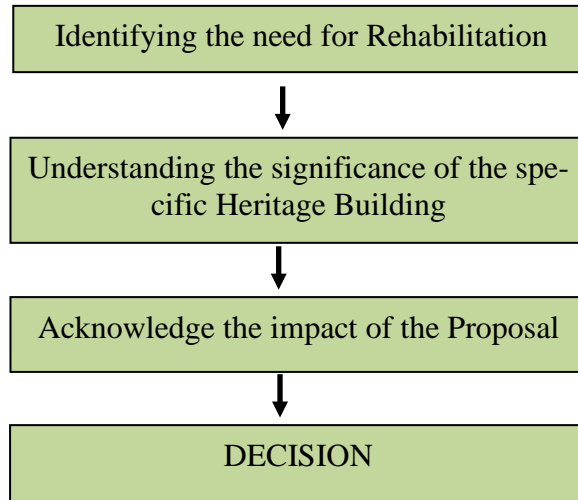 Identifying the need for Rehabilitation
Understanding the significance of the spe-
cific Heritage Building
Acknowledge the impact of the Proposal
DECISION